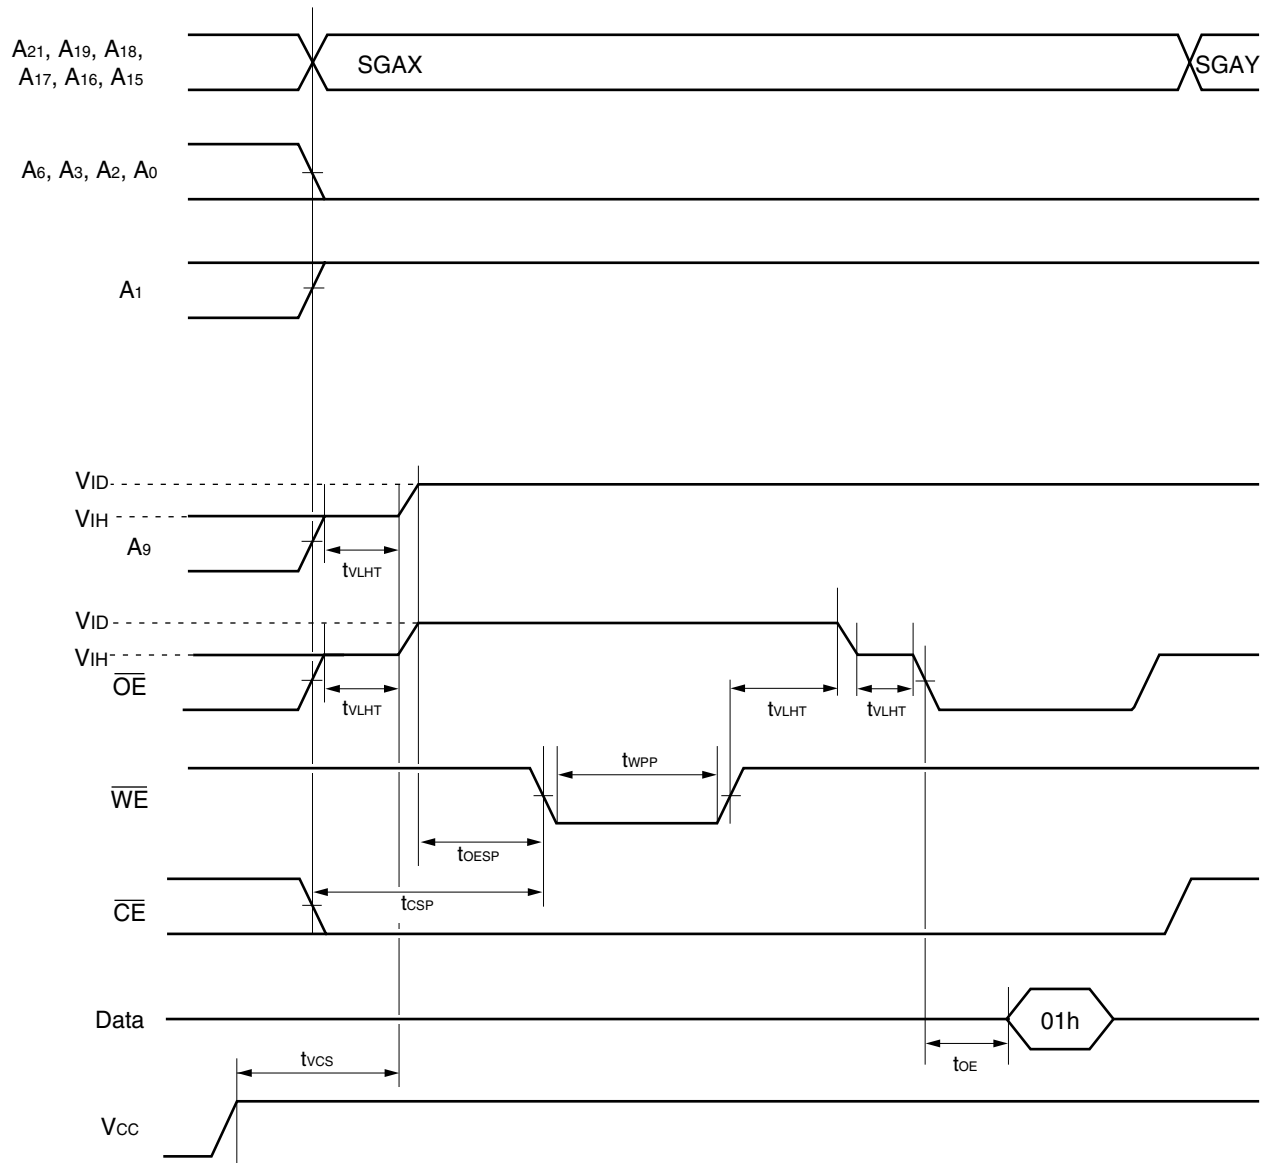 A21, A19, A18,
A17, A16, A15
SGAX
SGAY
A6, A3, A2, A0
A1
VID
VIH
A9
tVLHT
VID
VIH
OE
tVLHT
tVLHT
tVLHT
tWPP
WE
tOESP
tCSP
CE
Data
01h
tOE
tVCS
VCC